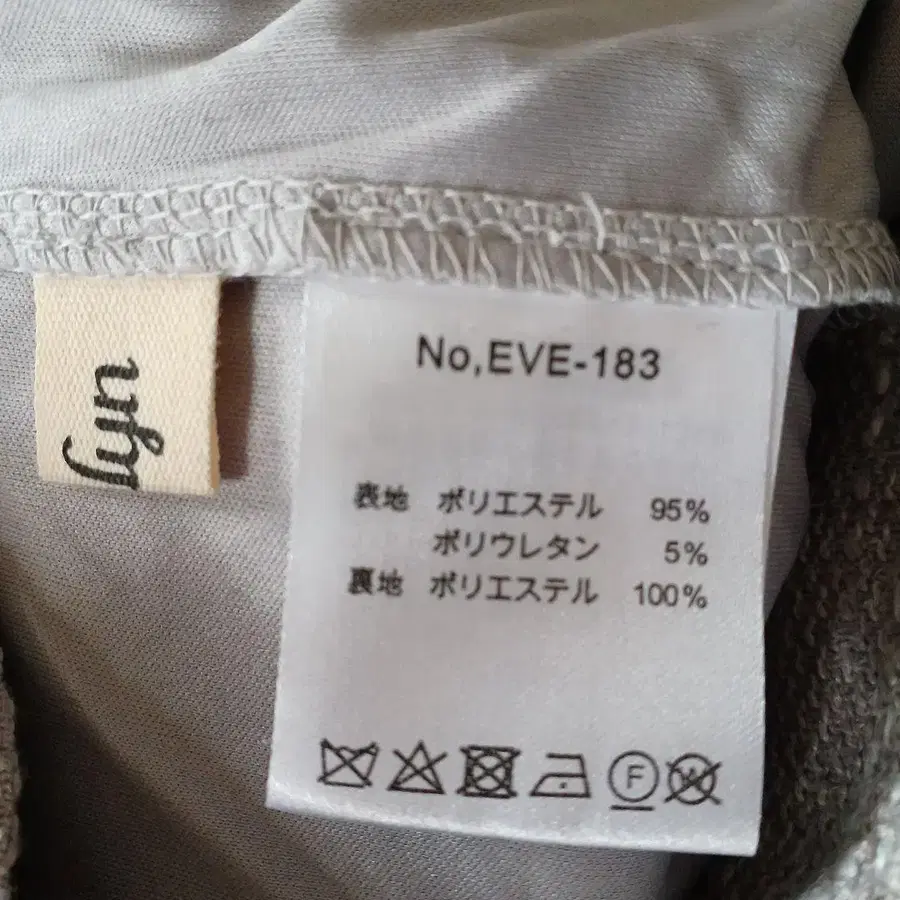 No,EVE-183
lyn
表地 ポリエステル 95%
ポリウレタン 5%
裏地 ポリエステル 100%
F
W